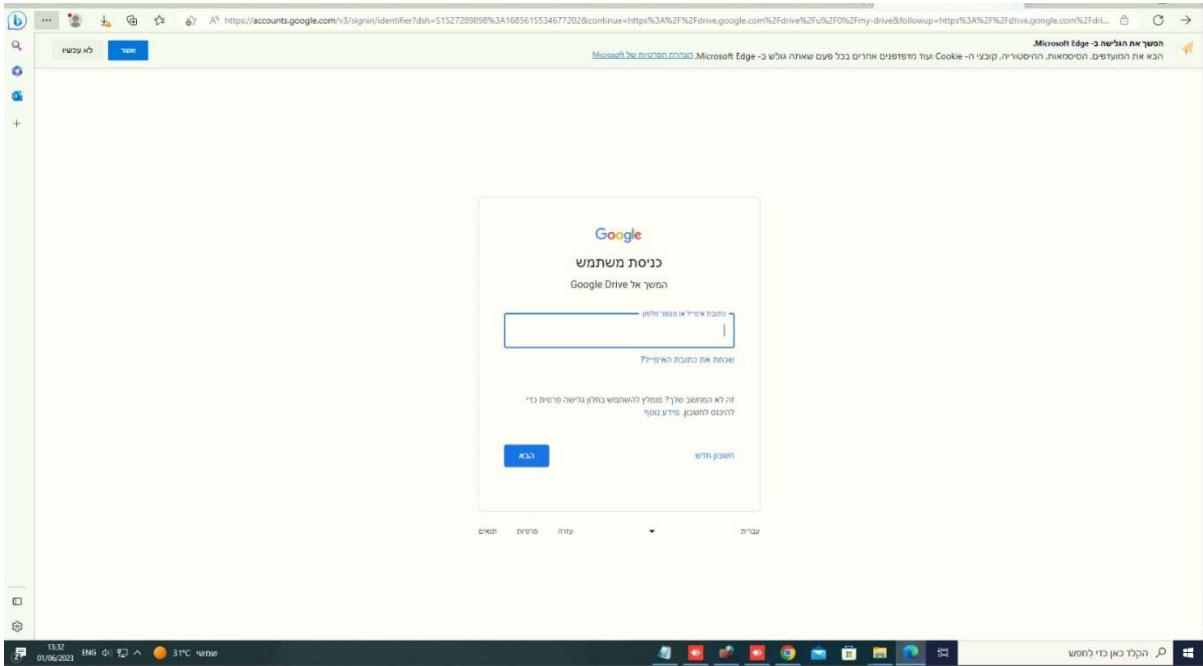 https://accounts.google.com/v3/signin/identifier?dsh=S1527289898%3A1685615534677202&continue=https%3A%2F%2Fdrive.google.com%2Fdrive%2Fu%2F0%2Fmy-drive&followup=https%3A%2F%2Fdrive.google.com%2Fdri...
המשך את הגלישה ב- Microsoft Edge.
הבא את המועדפים, הסיסמאות, ההיסטוריה, קובצי ה- Cookie ועוד מדפדפנים אחרים בכל פעם שאתה גולש ב- Microsoft Edge. הצהרת הפרטיות של Microsoft
אשר
לא עכשיו
Google
כניסת משתמש
המשך אל Google Drive
כתובת אימייל או מספר טלפון
שכחת את כתובת האימייל?
זה לא המחשב שלך? מומלץ להשתמש בחלון גלישה פרטית כדי
להיכנס לחשבון. מידע נוסף
חשבון חדש
הבא
עברית
עזרה
פרטיות
תנאים
הקלד כאן כדי לחפש
31°C שמשי
ENG
13:32
01/06/2023